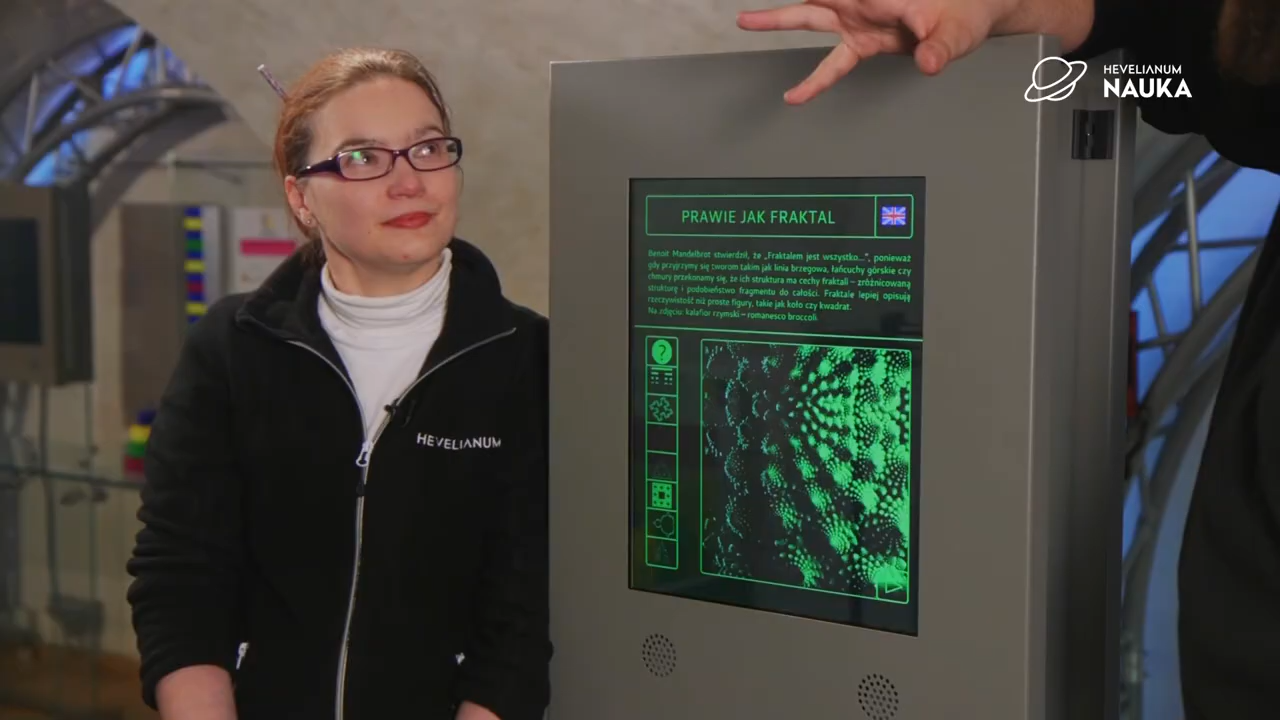 HEVELIANUM
NAUKA
PRAWIE JAK FRAKTAL
Benoit Mandelbrot stwierdził, że „Fraktalem jest wszystko...”, ponieważ
gdy przyjrzymy się tworom takim jak linia brzegowa, łańcuchy górskie czy
chmury przekonamy się, że ich struktura ma cechy fraktali – zróżnicowaną
strukturę i podobieństwo fragmentu do całości. Fraktale lepiej opisują
rzeczywistość niż proste figury, takie jak koło czy kwadrat.
Na zdjęciu: kalafior rzymski – romanesco broccoli.
?
HEVELIANUM